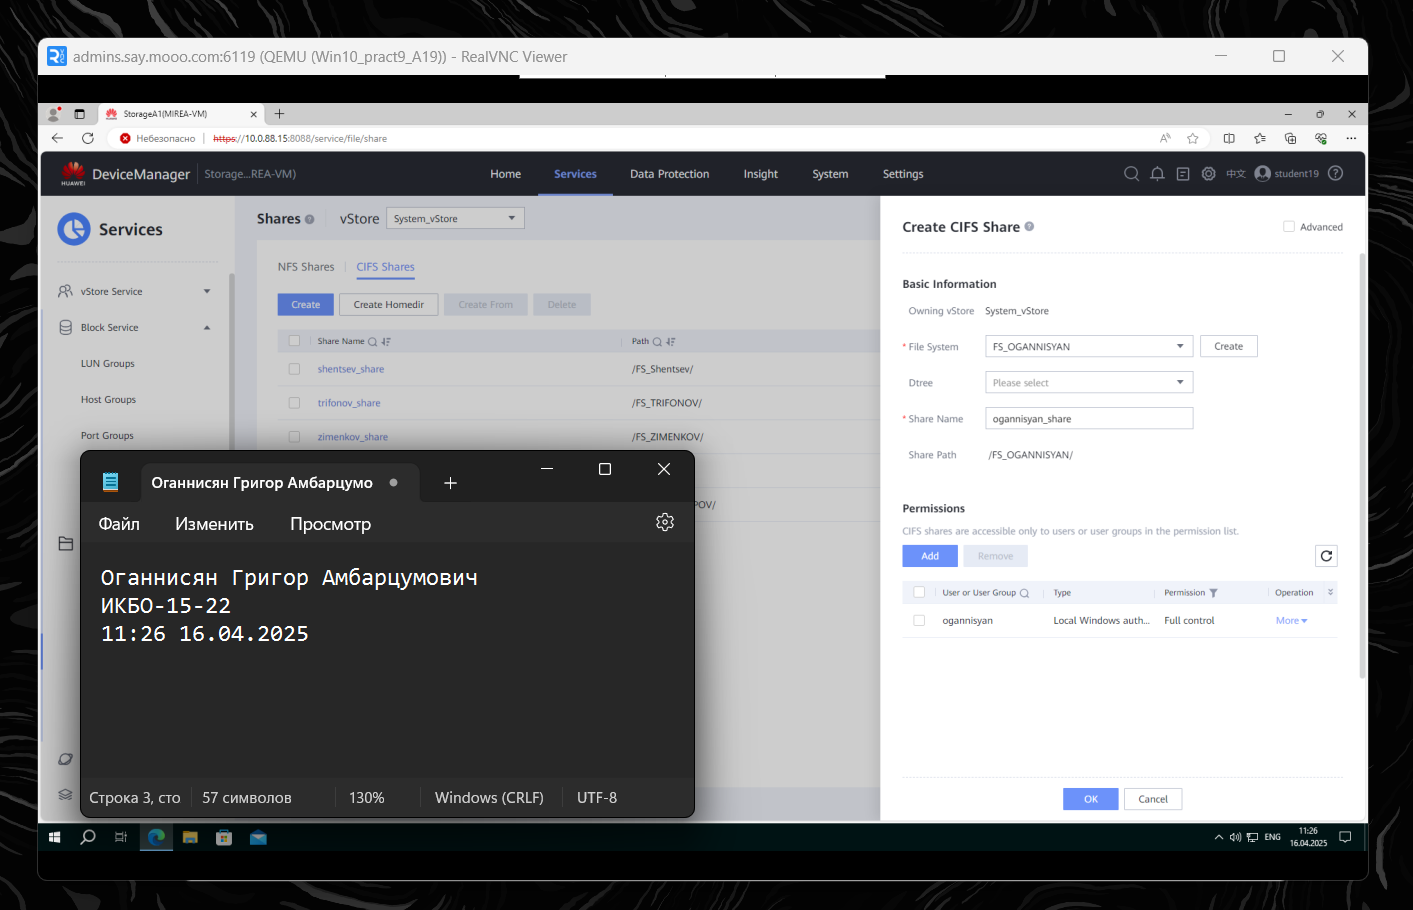 admins.say.mooo.com:6119 (QEMU (Win10_pract9_A19)) - RealVNC Viewer
StorageA1(MIREA-VM)
Небезопасно
https://10.0.88.15:8088/service/file/share
HUAWEI
DeviceManager
Storage...REA-VM)
Home
Services
Data Protection
Insight
System
Settings
中文
student19
Services
vStore Service
Block Service
LUN Groups
Host Groups
Port Groups
Shares
vStore
System_vStore
NFS Shares
CIFS Shares
Create
Create Homedir
Create From
Delete
Share Name
Path
shentsev_share
/FS_Shentsev/
trifonov_share
/FS_TRIFONOV/
zimenkov_share
/FS_ZIMENKOV/
POV/
Create CIFS Share
Advanced
Basic Information
Owning vStore
System_vStore
* File System
FS_OGANNISYAN
Create
Dtree
Please select
* Share Name
ogannisyan_share
Share Path
/FS_OGANNISYAN/
Permissions
CIFS shares are accessible only to users or user groups in the permission list.
Add
Remove
User or User Group
Type
Permission
Operation
ogannisyan
Local Windows auth...
Full control
More
OK
Cancel
Оганнисян Григор Амбарцумо
Файл
Изменить
Просмотр
Оганнисян Григор Амбарцумович
ИКБО-15-22
11:26 16.04.2025
Строка 3, сто
57 символов
130%
Windows (CRLF)
UTF-8
ENG
11:26
16.04.2025